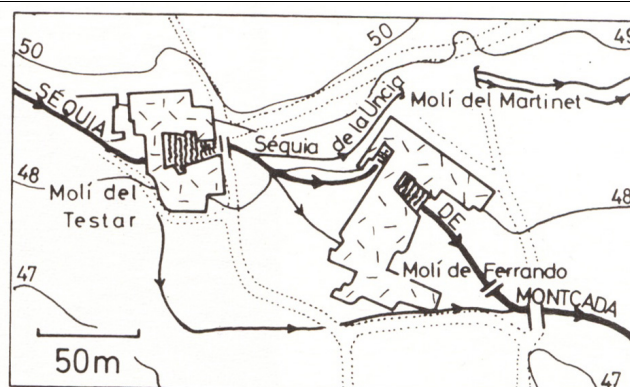 50
50
49
SÉQUIA
Séquia de la Uncia
Molí del Martinet
48
Molí del
Testar
DE
48
47
Molí de Ferrando
MONTCADA
50m
47